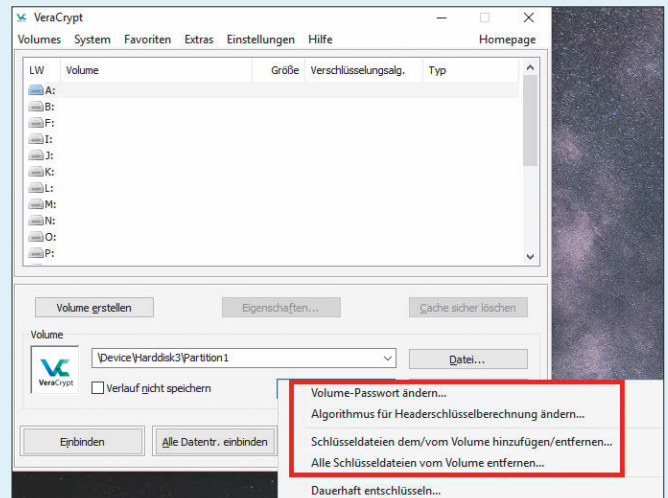 VeraCrypt
Volumes System Favoriten Extras Einstellungen Hilfe Homepage
LW Volume Größe Verschlüsselungsalg. Typ
A:
B:
F:
I:
J:
K:
L:
M:
N:
O:
P:
Volume erstellen Eigenschaften... Cache sicher löschen
Volume
\Device\Harddisk3\Partition1 Datei...
VeraCrypt
Verlauf nicht speichern
Volume-Passwort ändern...
Algorithmus für Headerschlüsselberechnung ändern...
Einbinden Alle Datentr. einbinden
Schlüsseldateien dem/vom Volume hinzufügen/entfernen...
Alle Schlüsseldateien vom Volume entfernen...
Dauerhaft entschlüsseln...